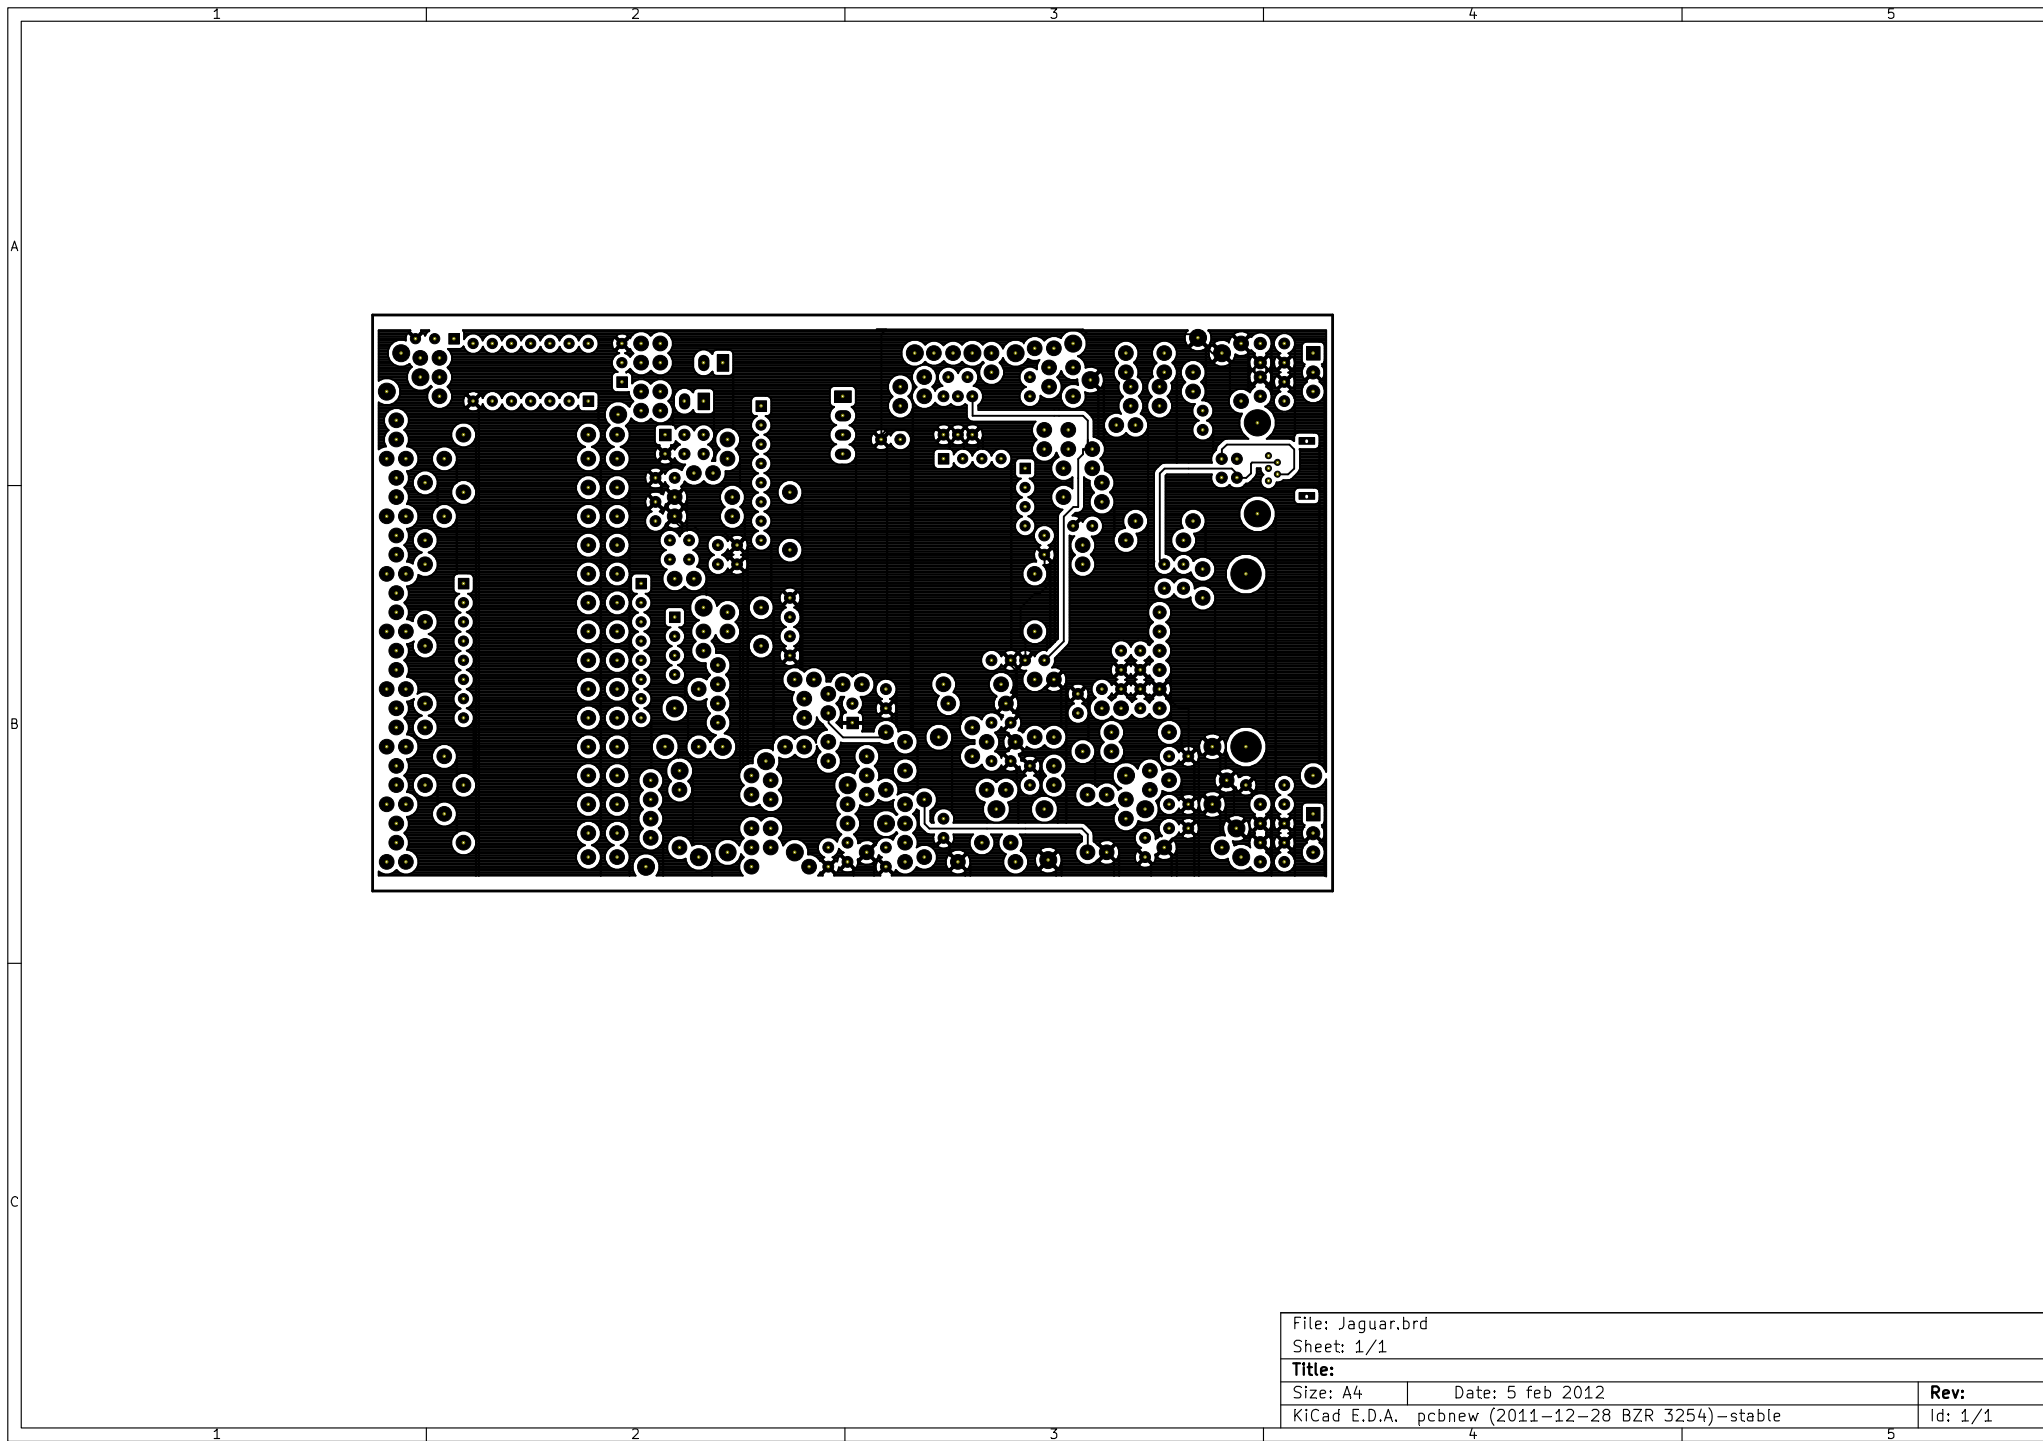 1 2 3 4 5
A
B
C
File: Jaguar.brd
Sheet: 1/1
Title:
Size: A4 Date: 5 feb 2012 Rev:
KiCad E.D.A. pcbnew (2011-12-28 BZR 3254)-stable Id: 1/1
1 2 3 4 5